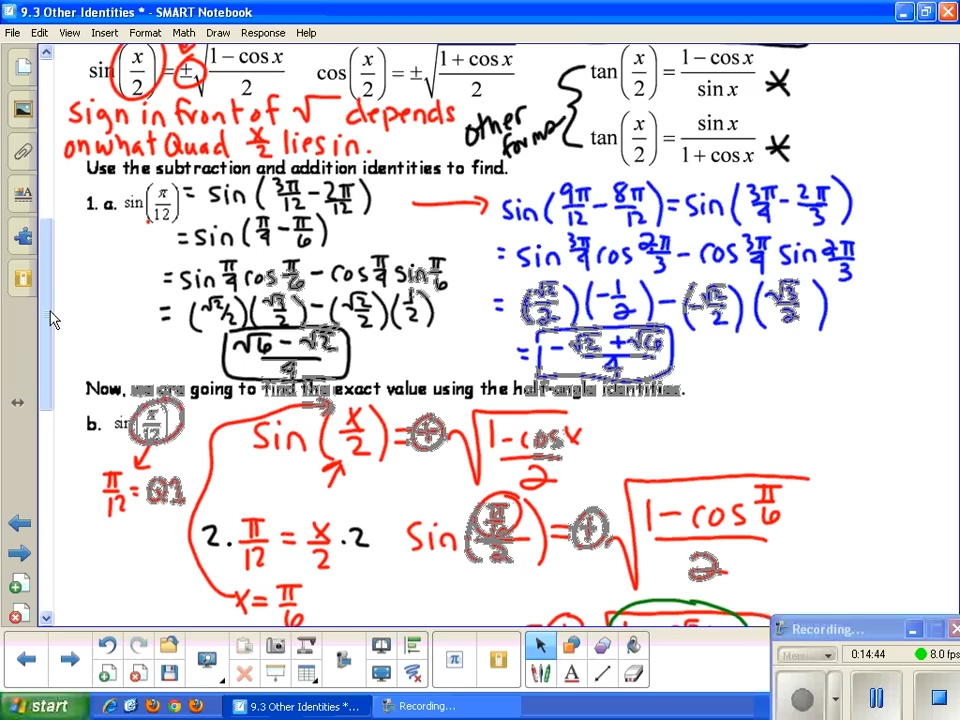 9.3 Other Identities * - SMART Notebook
File Edit View Insert Format Math Draw Response Help
sin(x/2) = ±√((1 − cos x)/2) cos(x/2) = ±√((1 + cos x)/2) tan(x/2) = (1 − cos x)/(sin x) *
other forms tan(x/2) = (sin x)/(1 + cos x) *
sign in front of √ depends
on what Quad x/2 lies in.
Use the subtraction and addition identities to find.
1. a. sin(π/12) = sin(3π/12 − 2π/12) → sin(9π/12 − 8π/12) = sin(3π/4 − 2π/3)
= sin(π/4 − π/6)
= sin 3π/4 cos 2π/3 − cos 3π/4 sin 2π/3
= sin π/4 cos π/6 − cos π/4 sin π/6
= (√2/2)(√3/2) − (√2/2)(1/2) = (√2/2)(−1/2) − (−√2/2)(√3/2)
(√6 − √2)/4 = (−√2 + √6)/4
Now, we are going to find the exact value using the half-angle identities.
b. sin(π/12) sin(x/2) = + √((1 − cos x)/2)
π/12 = Q1
2 · π/12 = x/2 · 2 sin((π/6)/2) = + √((1 − cos π/6)/2)
x = π/6
Recording...
0:14:44 8.0 fps
start 9.3 Other Identities *... Recording...